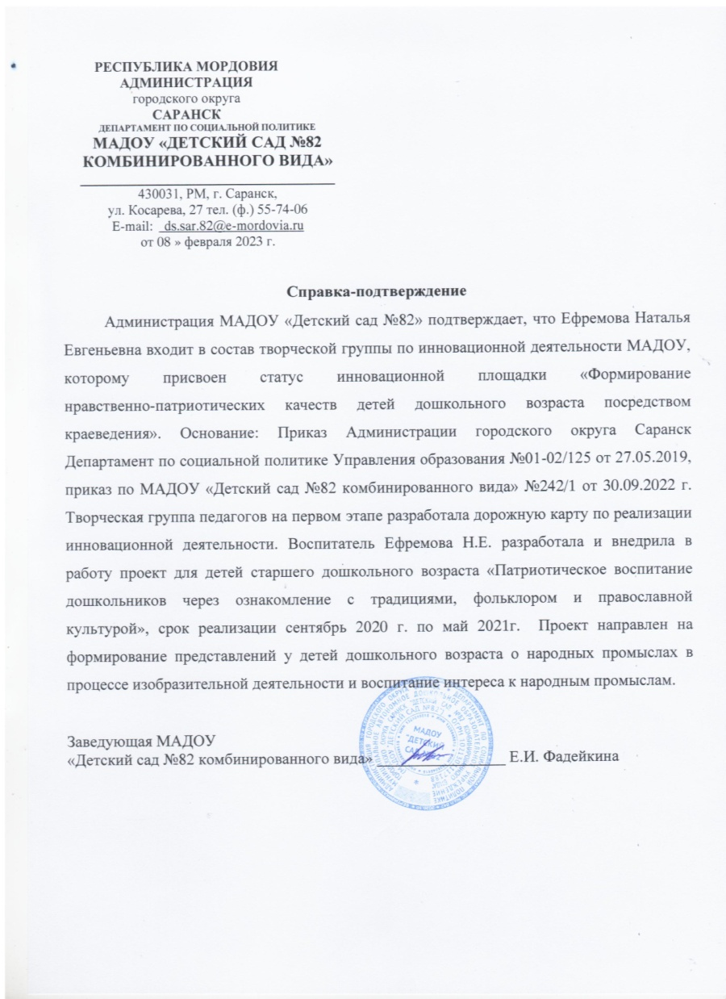 РЕСПУБЛИКА МОРДОВИЯ
АДМИНИСТРАЦИЯ
городского округа
САРАНСК
ДЕПАРТАМЕНТ ПО СОЦИАЛЬНОЙ ПОЛИТИКЕ
МАДОУ «ДЕТСКИЙ САД №82
КОМБИНИРОВАННОГО ВИДА»
430031, РМ, г. Саранск,
ул. Косарева, 27 тел. (ф.) 55-74-06
E-mail: ds.sar.82@e-mordovia.ru
от 08 » февраля 2023 г.
Справка-подтверждение
Администрация МАДОУ «Детский сад №82» подтверждает, что Ефремова Наталья
Евгеньевна входит в состав творческой группы по инновационной деятельности МАДОУ,
которому присвоен статус инновационной площадки «Формирование
нравственно-патриотических качеств детей дошкольного возраста посредством
краеведения». Основание: Приказ Администрации городского округа Саранск
Департамент по социальной политике Управления образования №01-02/125 от 27.05.2019,
приказ по МАДОУ «Детский сад №82 комбинированного вида» №242/1 от 30.09.2022 г.
Творческая группа педагогов на первом этапе разработала дорожную карту по реализации
инновационной деятельности. Воспитатель Ефремова Н.Е. разработала и внедрила в
работу проект для детей старшего дошкольного возраста «Патриотическое воспитание
дошкольников через ознакомление с традициями, фольклором и православной
культурой», срок реализации сентябрь 2020 г. по май 2021г. Проект направлен на
формирование представлений у детей дошкольного возраста о народных промыслах в
процессе изобразительной деятельности и воспитание интереса к народным промыслам.
Заведующая МАДОУ
«Детский сад №82 комбинированного вида» Е.И. Фадейкина
МАДОУ
"ДЕТСКИЙ